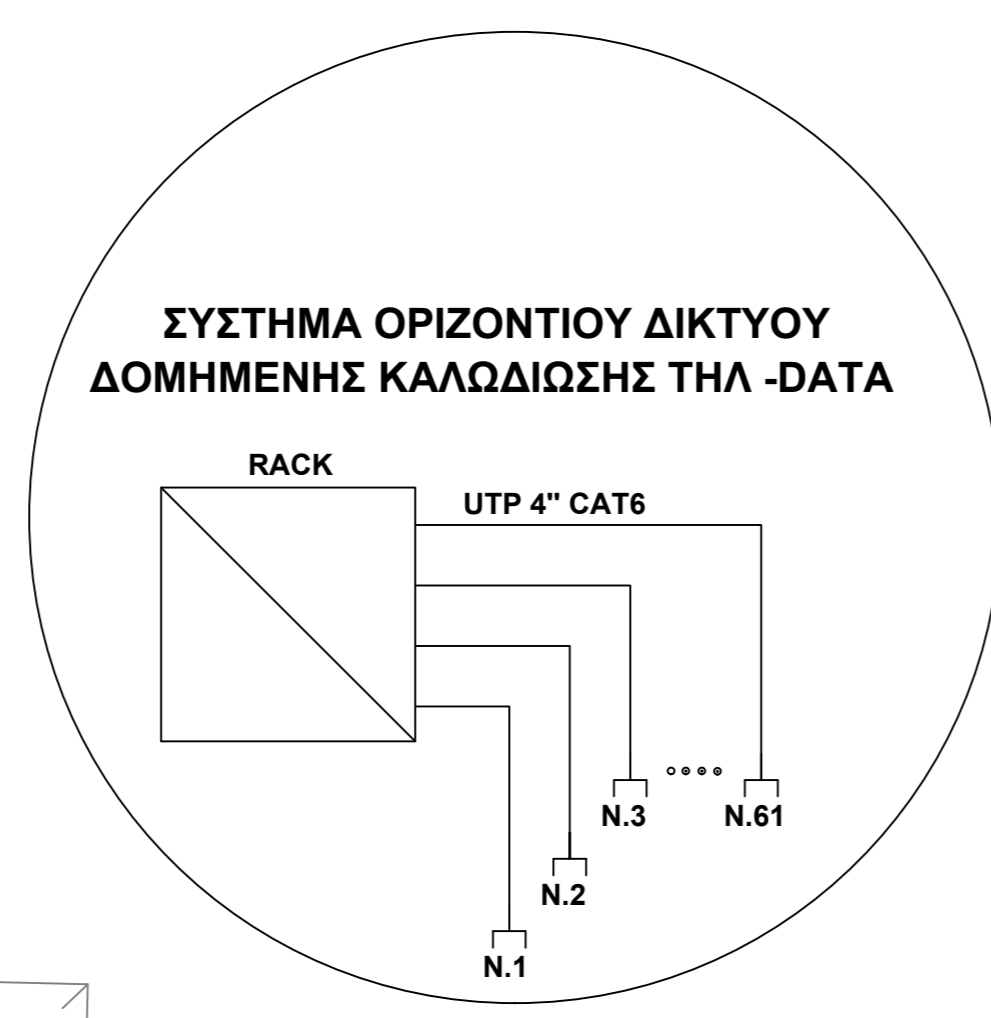 ΣΥΣΤΗΜΑ ΟΡΙΖΟΝΤΙΟΥ ΔΙΚΤΥΟΥ
ΔΟΜΗΜΕΝΗΣ ΚΑΛΩΔΙΩΣΗΣ ΤΗΛ -DATA
RACK
UTP 4" CAT6
N.3
N.61
N.2
N.1